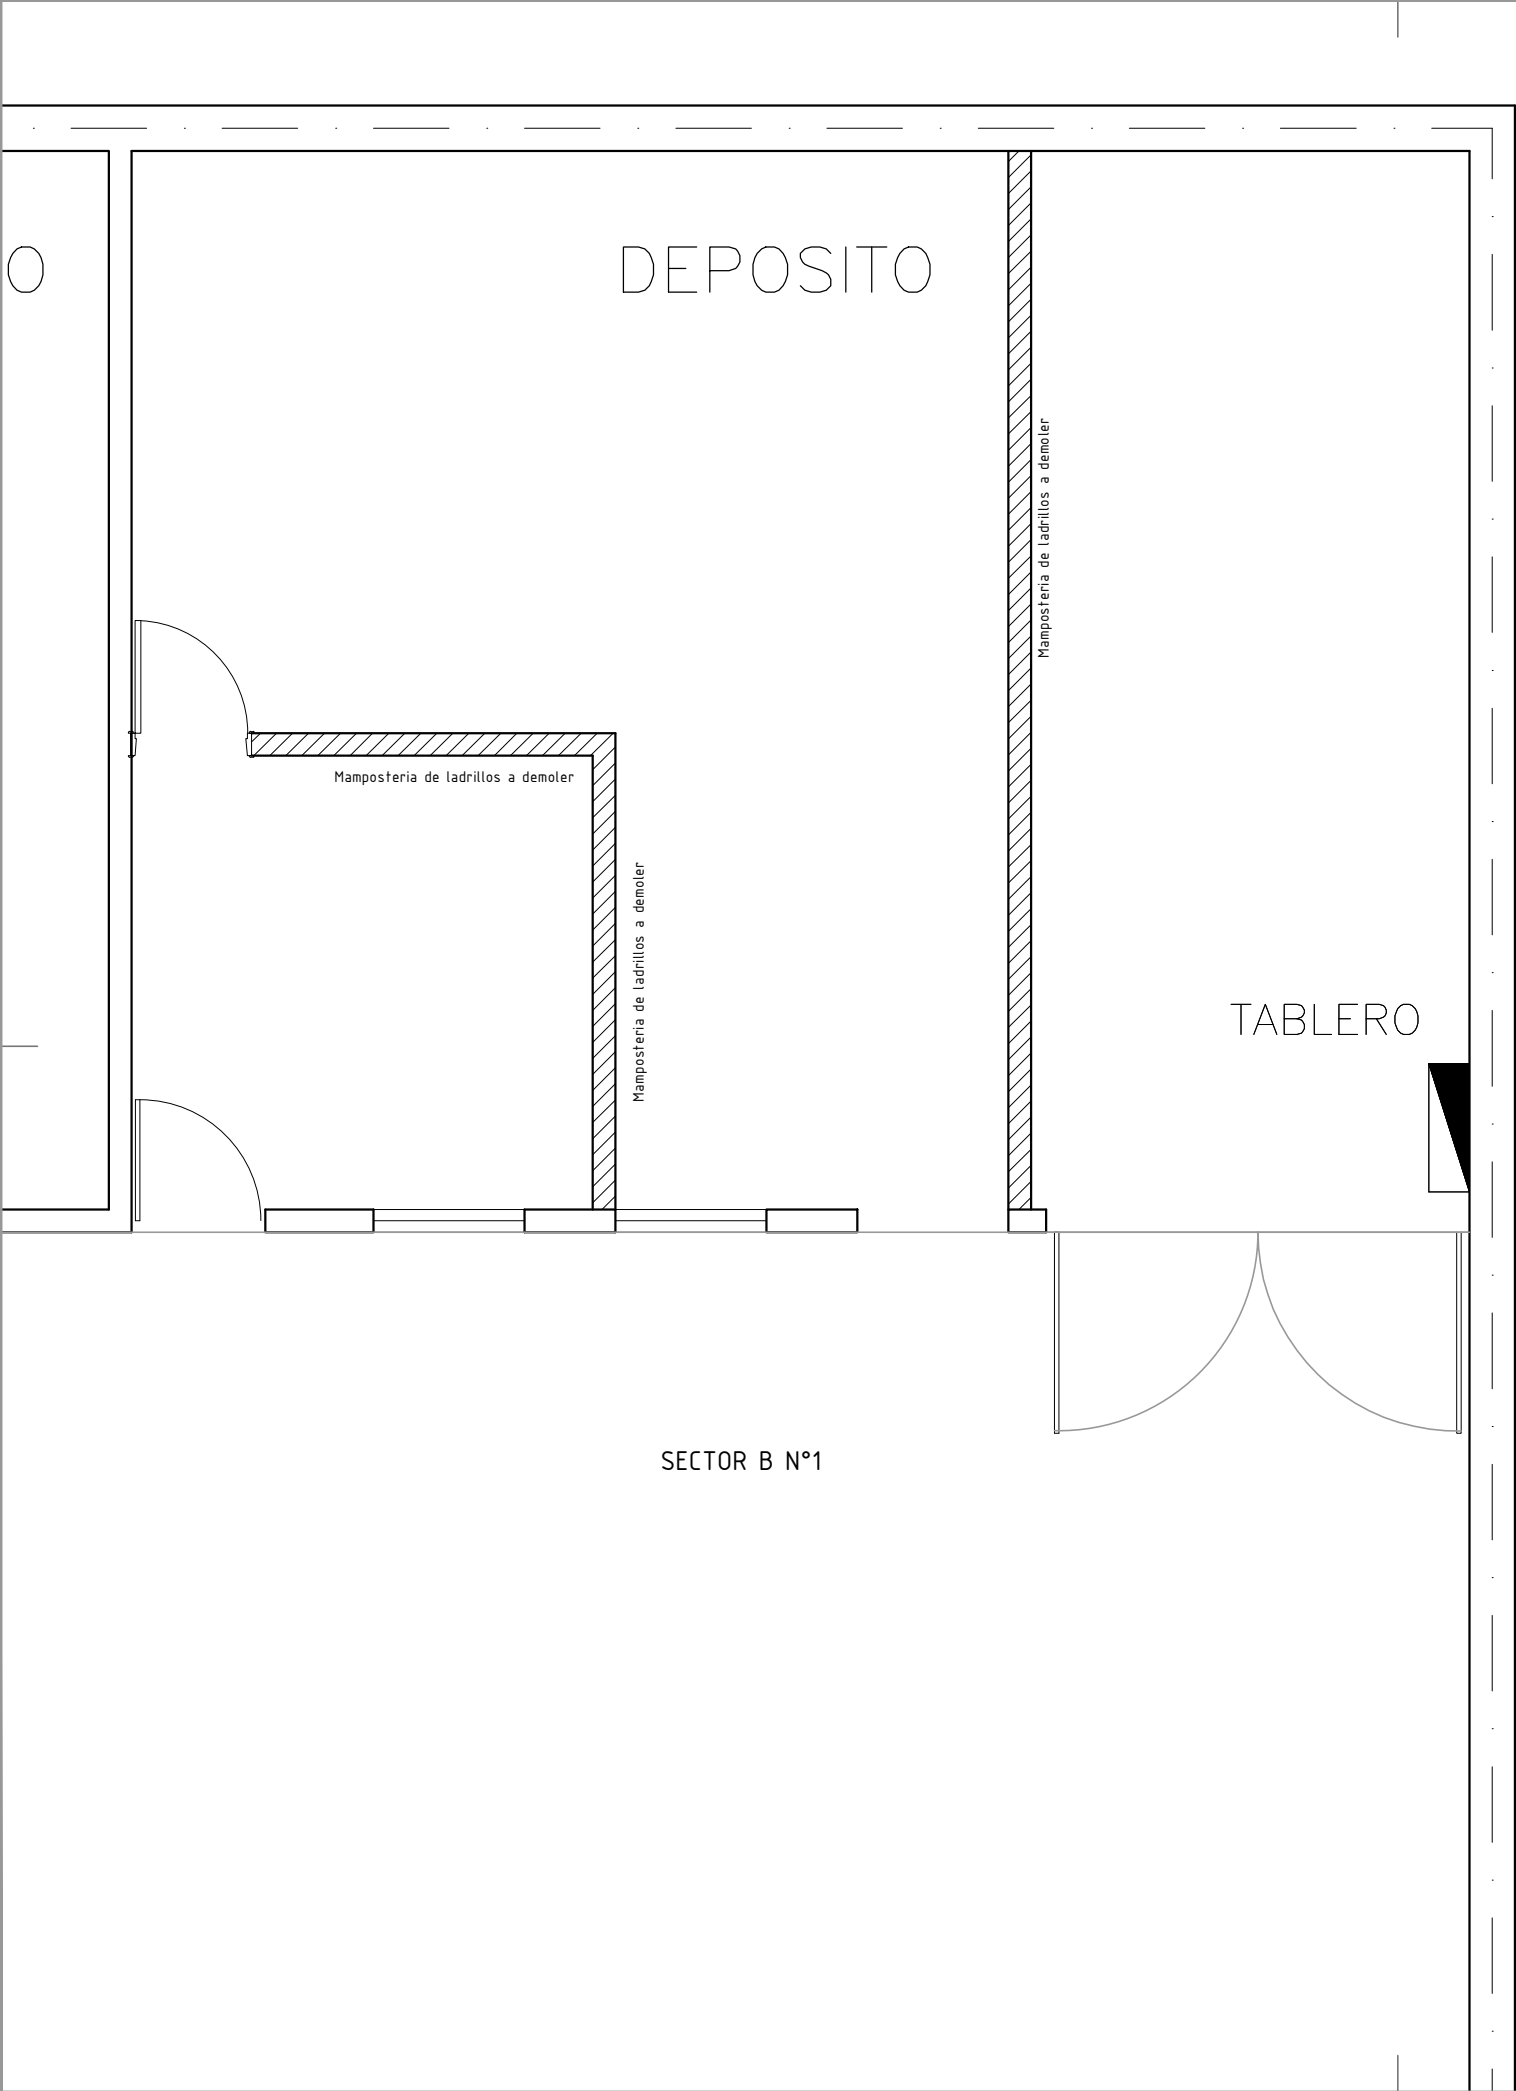 O
DEPOSITO
Mamposteria de ladrillos a demoler
Mamposteria de ladrillos a demoler
Mamposteria de ladrillos a demoler
TABLERO
SECTOR B N°1